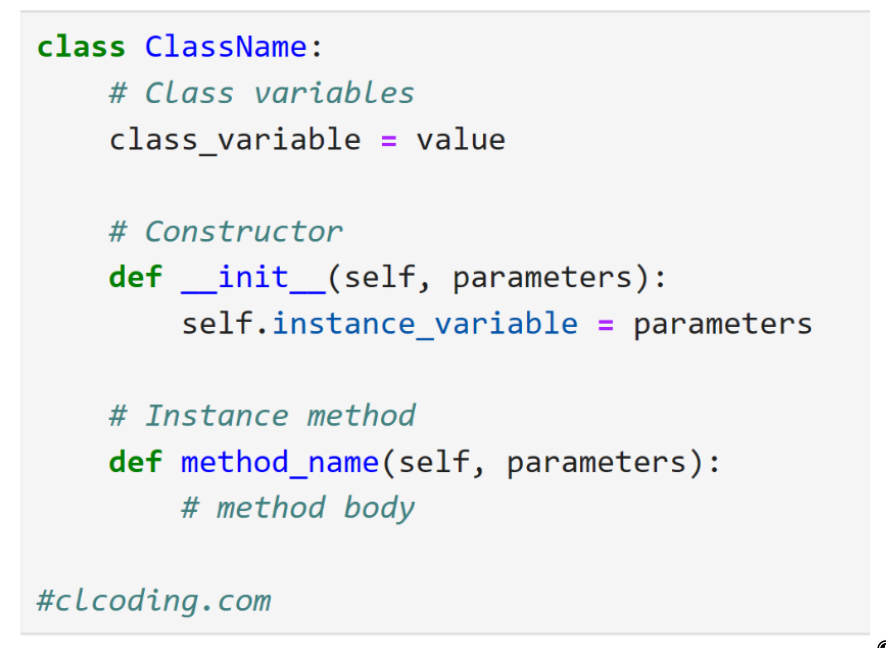 class ClassName:
    # Class variables
    class_variable = value
    # Constructor
    def __init__(self, parameters):
        self.instance_variable = parameters
    # Instance method
    def method_name(self, parameters):
        # method body
#clcoding.com